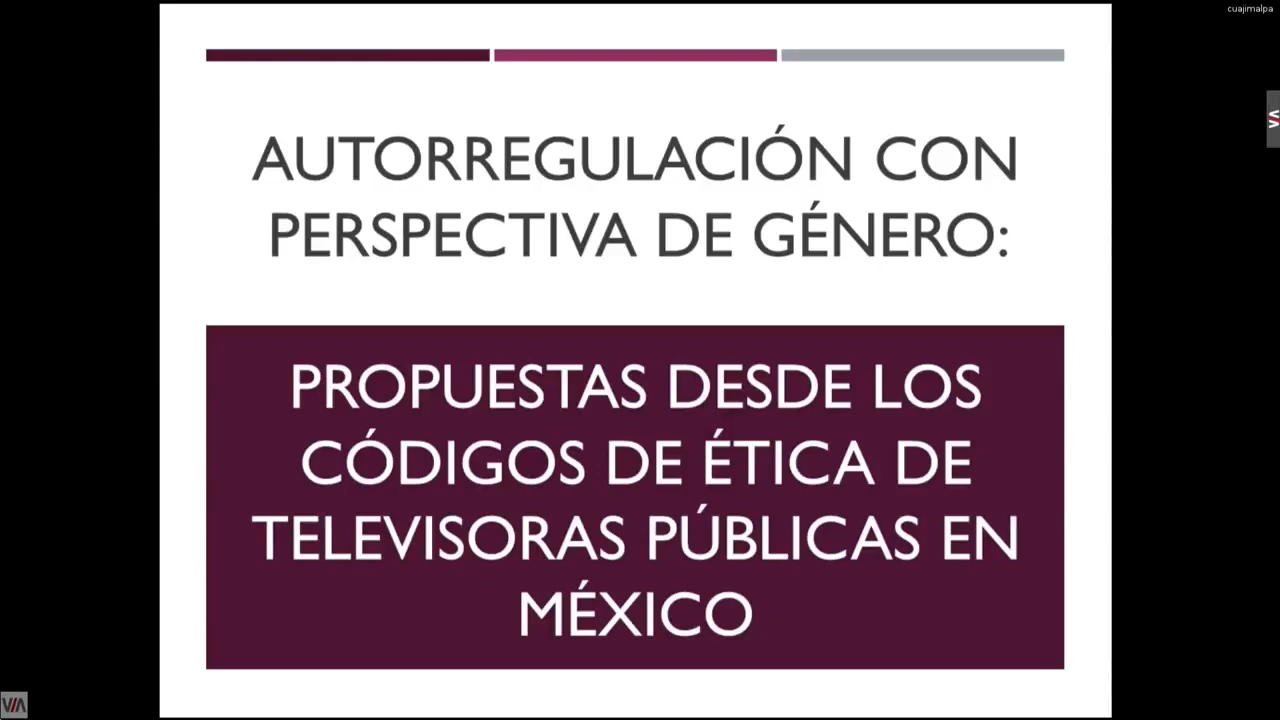 cuajimalpa
AUTORREGULACIÓN CON
PERSPECTIVA DE GÉNERO:
PROPUESTAS DESDE LOS
CÓDIGOS DE ÉTICA DE
TELEVISORAS PÚBLICAS EN
MÉXICO